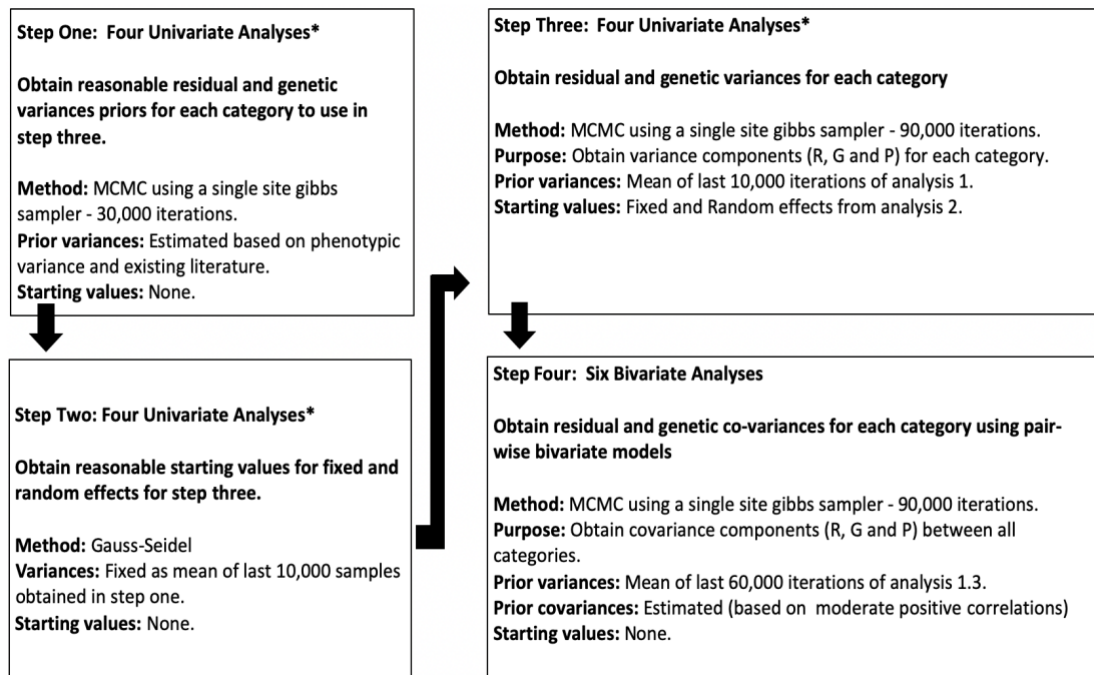 Step One:  Four Univariate Analyses*
Obtain reasonable residual and genetic
variances priors for each category to use in
step three.
Method: MCMC using a single site gibbs
sampler - 30,000 iterations.
Prior variances: Estimated based on phenotypic
variance and existing literature.
Starting values: None.
Step Two: Four Univariate Analyses*
Obtain reasonable starting values for fixed and
random effects for step three.
Method: Gauss-Seidel
Variances: Fixed as mean of last 10,000 samples
obtained in step one.
Starting values: None.
Step Three:  Four Univariate Analyses*
Obtain residual and genetic variances for each category
Method: MCMC using a single site gibbs sampler - 90,000 iterations.
Purpose: Obtain variance components (R, G and P) for each category.
Prior variances: Mean of last 10,000 iterations of analysis 1.
Starting values: Fixed and Random effects from analysis 2.
Step Four:  Six Bivariate Analyses
Obtain residual and genetic co-variances for each category using pair-
wise bivariate models
Method: MCMC using a single site gibbs sampler - 90,000 iterations.
Purpose: Obtain covariance components (R, G and P) between all
categories.
Prior variances: Mean of last 60,000 iterations of analysis 1.3.
Prior covariances: Estimated (based on  moderate positive correlations)
Starting values: None.